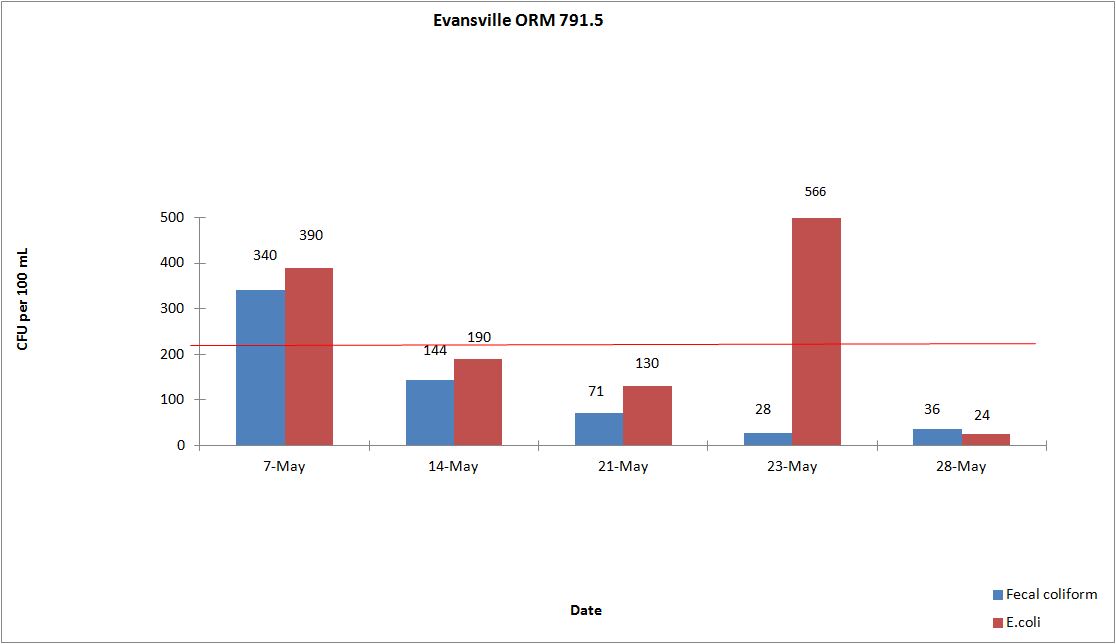 Evansville ORM 791.5
CFU per 100 mL
500
400
300
200
100
0
340
390
144
190
71
130
28
566
36
24
7-May
14-May
21-May
23-May
28-May
Date
Fecal coliform
E.coli